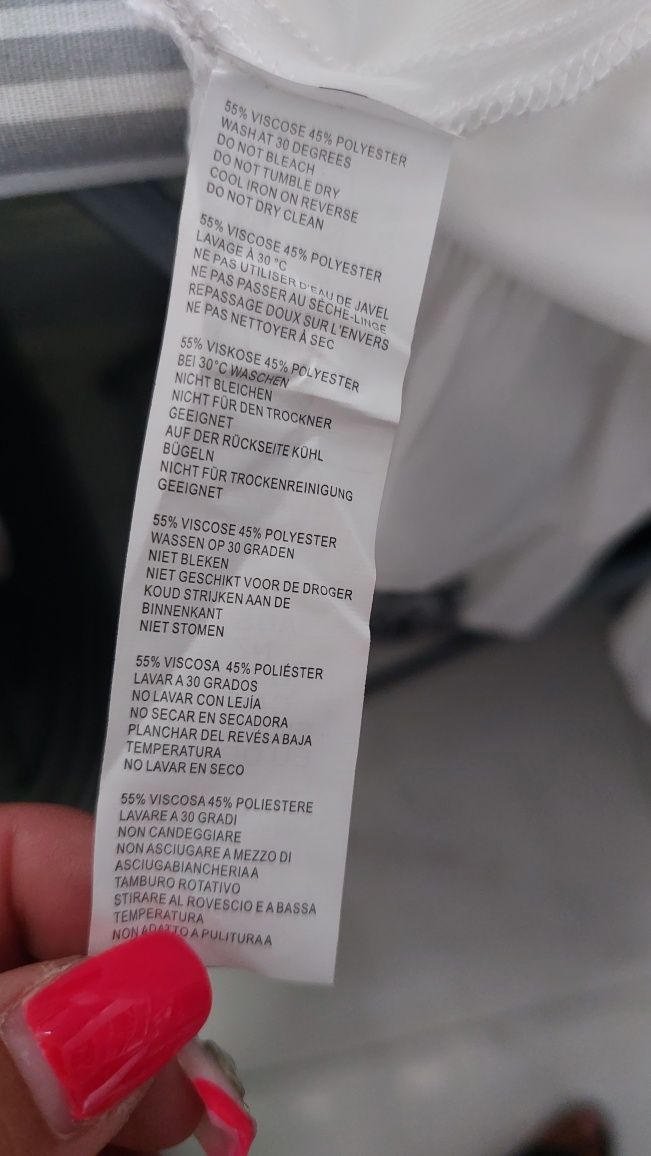 55% VISCOSE 45% POLYESTER
WASH AT 30 DEGREES
DO NOT BLEACH
DO NOT TUMBLE DRY
COOL IRON ON REVERSE
DO NOT DRY CLEAN
55% VISCOSE 45% POLYESTER
LAVAGE À 30 °C
NE PAS UTILISER D'EAU DE JAVEL
NE PAS PASSER AU SÈCHE-LINGE
REPASSAGE DOUX SUR L'ENVERS
NE PAS NETTOYER À SEC
55% VISKOSE 45% POLYESTER
BEI 30°C WASCHEN
NICHT BLEICHEN
NICHT FÜR DEN TROCKNER
GEEIGNET
AUF DER RÜCKSEITE KÜHL
BÜGELN
NICHT FÜR TROCKENREINIGUNG
GEEIGNET
55% VISCOSE 45% POLYESTER
WASSEN OP 30 GRADEN
NIET BLEKEN
NIET GESCHIKT VOOR DE DROGER
KOUD STRIJKEN AAN DE
BINNENKANT
NIET STOMEN
55% VISCOSA 45% POLIÉSTER
LAVAR A 30 GRADOS
NO LAVAR CON LEJÍA
NO SECAR EN SECADORA
PLANCHAR DEL REVÉS A BAJA
TEMPERATURA
NO LAVAR EN SECO
55% VISCOSA 45% POLIESTERE
LAVARE A 30 GRADI
NON CANDEGGIARE
NON ASCIUGARE A MEZZO DI
ASCIUGABIANCHERIA A
TAMBURO ROTATIVO
STIRARE AL ROVESCIO E A BASSA
TEMPERATURA
NON ADATTO A PULITURA A